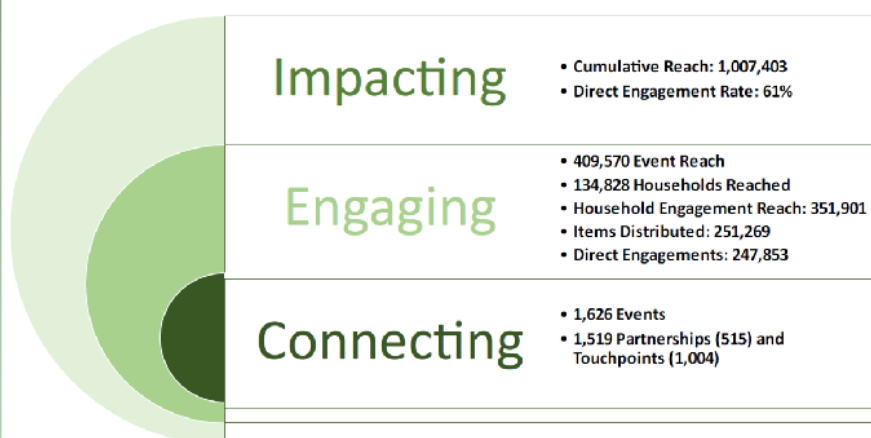 Impacting
• Cumulative Reach: 1,007,403
• Direct Engagement Rate: 61%
Engaging
• 409,570 Event Reach
• 134,828 Households Reached
• Household Engagement Reach: 351,901
• Items Distributed: 251,269
• Direct Engagements: 247,853
Connecting
• 1,626 Events
• 1,519 Partnerships (515) and
Touchpoints (1,004)